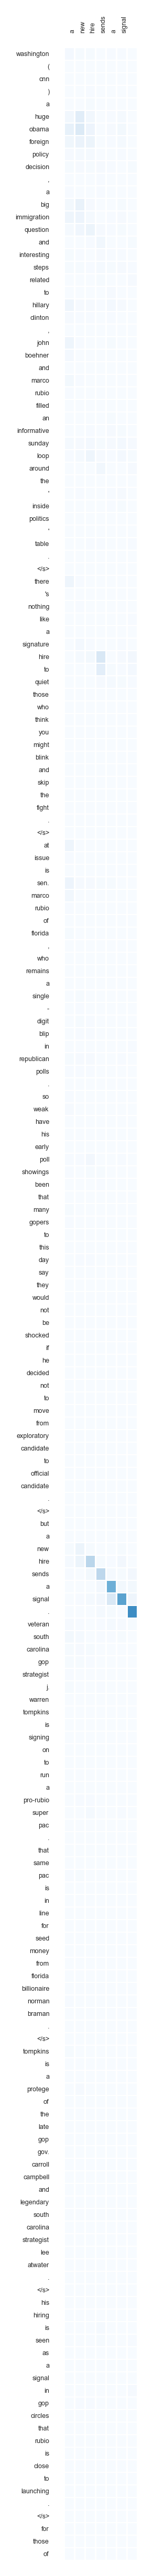 a
new
hire
sends
a
signal
washington
(
cnn
)
a
huge
obama
foreign
policy
decision
,
a
big
immigration
question
and
interesting
steps
related
to
hillary
clinton
,
john
boehner
and
marco
rubio
filled
an
informative
sunday
loop
around
the
"
inside
politics
"
table
.
</s>
there
's
nothing
like
a
signature
hire
to
quiet
those
who
think
you
might
blink
and
skip
the
fight
.
</s>
at
issue
is
sen.
marco
rubio
of
florida
,
who
remains
a
single
-
digit
blip
in
republican
polls
.
so
weak
have
his
early
poll
showings
been
that
many
gopers
to
this
day
say
they
would
not
be
shocked
if
he
decided
not
to
move
from
exploratory
candidate
to
official
candidate
.
</s>
but
a
new
hire
sends
a
signal
.
veteran
south
carolina
gop
strategist
j.
warren
tompkins
is
signing
on
to
run
a
pro-rubio
super
pac
.
that
same
pac
is
in
line
for
seed
money
from
florida
billionaire
norman
braman
.
</s>
tompkins
is
a
protege
of
the
late
gop
gov.
carroll
campbell
and
legendary
south
carolina
strategist
lee
atwater
.
</s>
his
hiring
is
seen
as
a
signal
in
gop
circles
that
rubio
is
close
to
launching
.
</s>
for
those
of